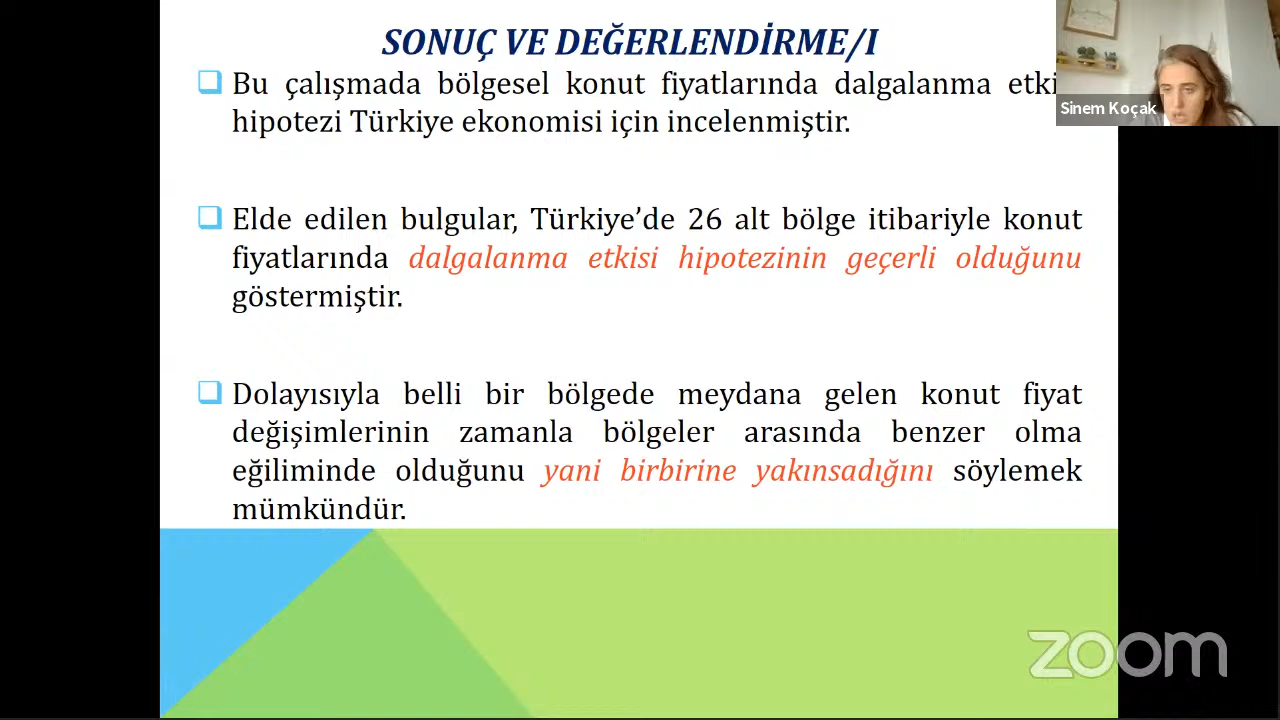 SONUÇ VE DEĞERLENDİRME/I
Bu çalışmada bölgesel konut fiyatlarında dalgalanma etki
hipotezi Türkiye ekonomisi için incelenmiştir.
Elde edilen bulgular, Türkiye’de 26 alt bölge itibariyle konut
fiyatlarında dalgalanma etkisi hipotezinin geçerli olduğunu
göstermiştir.
Dolayısıyla belli bir bölgede meydana gelen konut fiyat
değişimlerinin zamanla bölgeler arasında benzer olma
eğiliminde olduğunu yani birbirine yakınsadığını söylemek
mümkündür.
Sinem Koçak
zoom